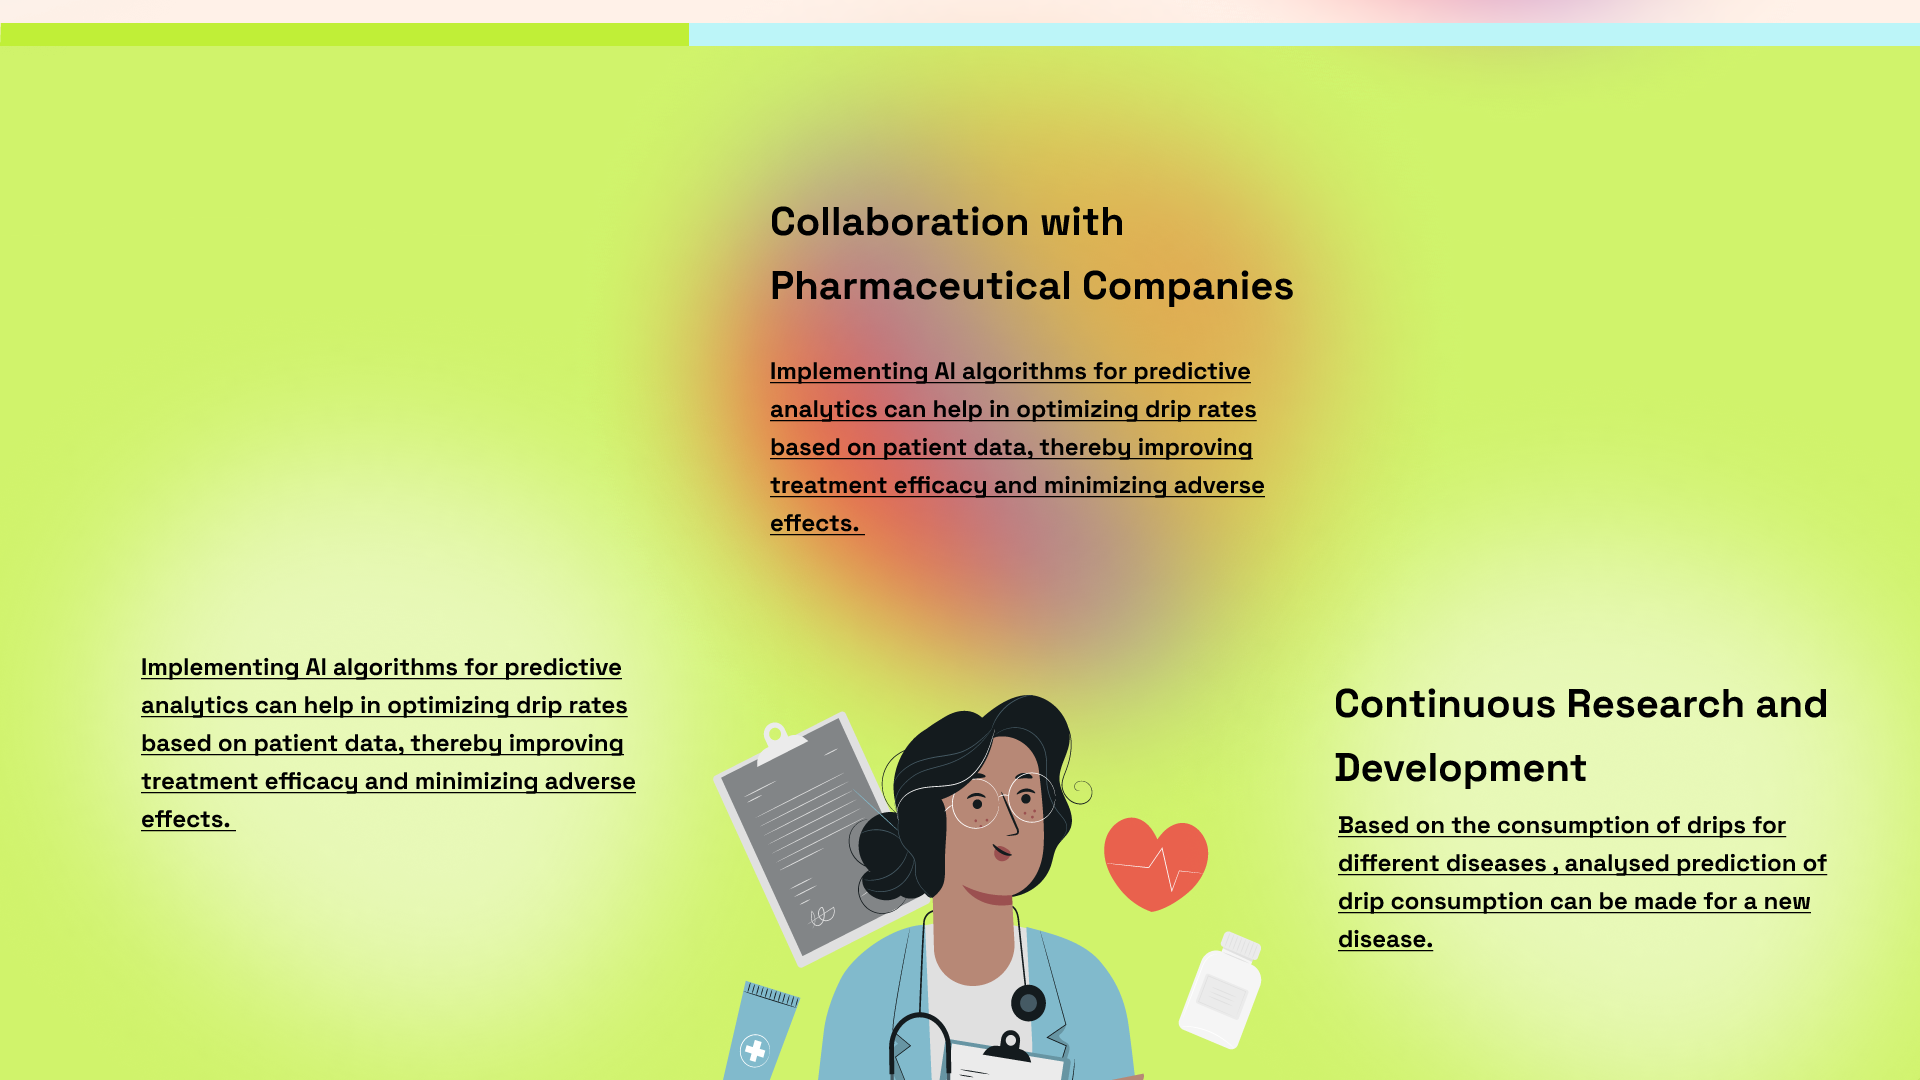 Collaboration with
Pharmaceutical Companies
Implementing AI algorithms for predictive
analytics can help in optimizing drip rates
based on patient data, thereby improving
treatment efficacy and minimizing adverse
effects.
Implementing AI algorithms for predictive
analytics can help in optimizing drip rates
based on patient data, thereby improving
treatment efficacy and minimizing adverse
effects.
Continuous Research and
Development
Based on the consumption of drips for
different diseases , analysed prediction of
drip consumption can be made for a new
disease.